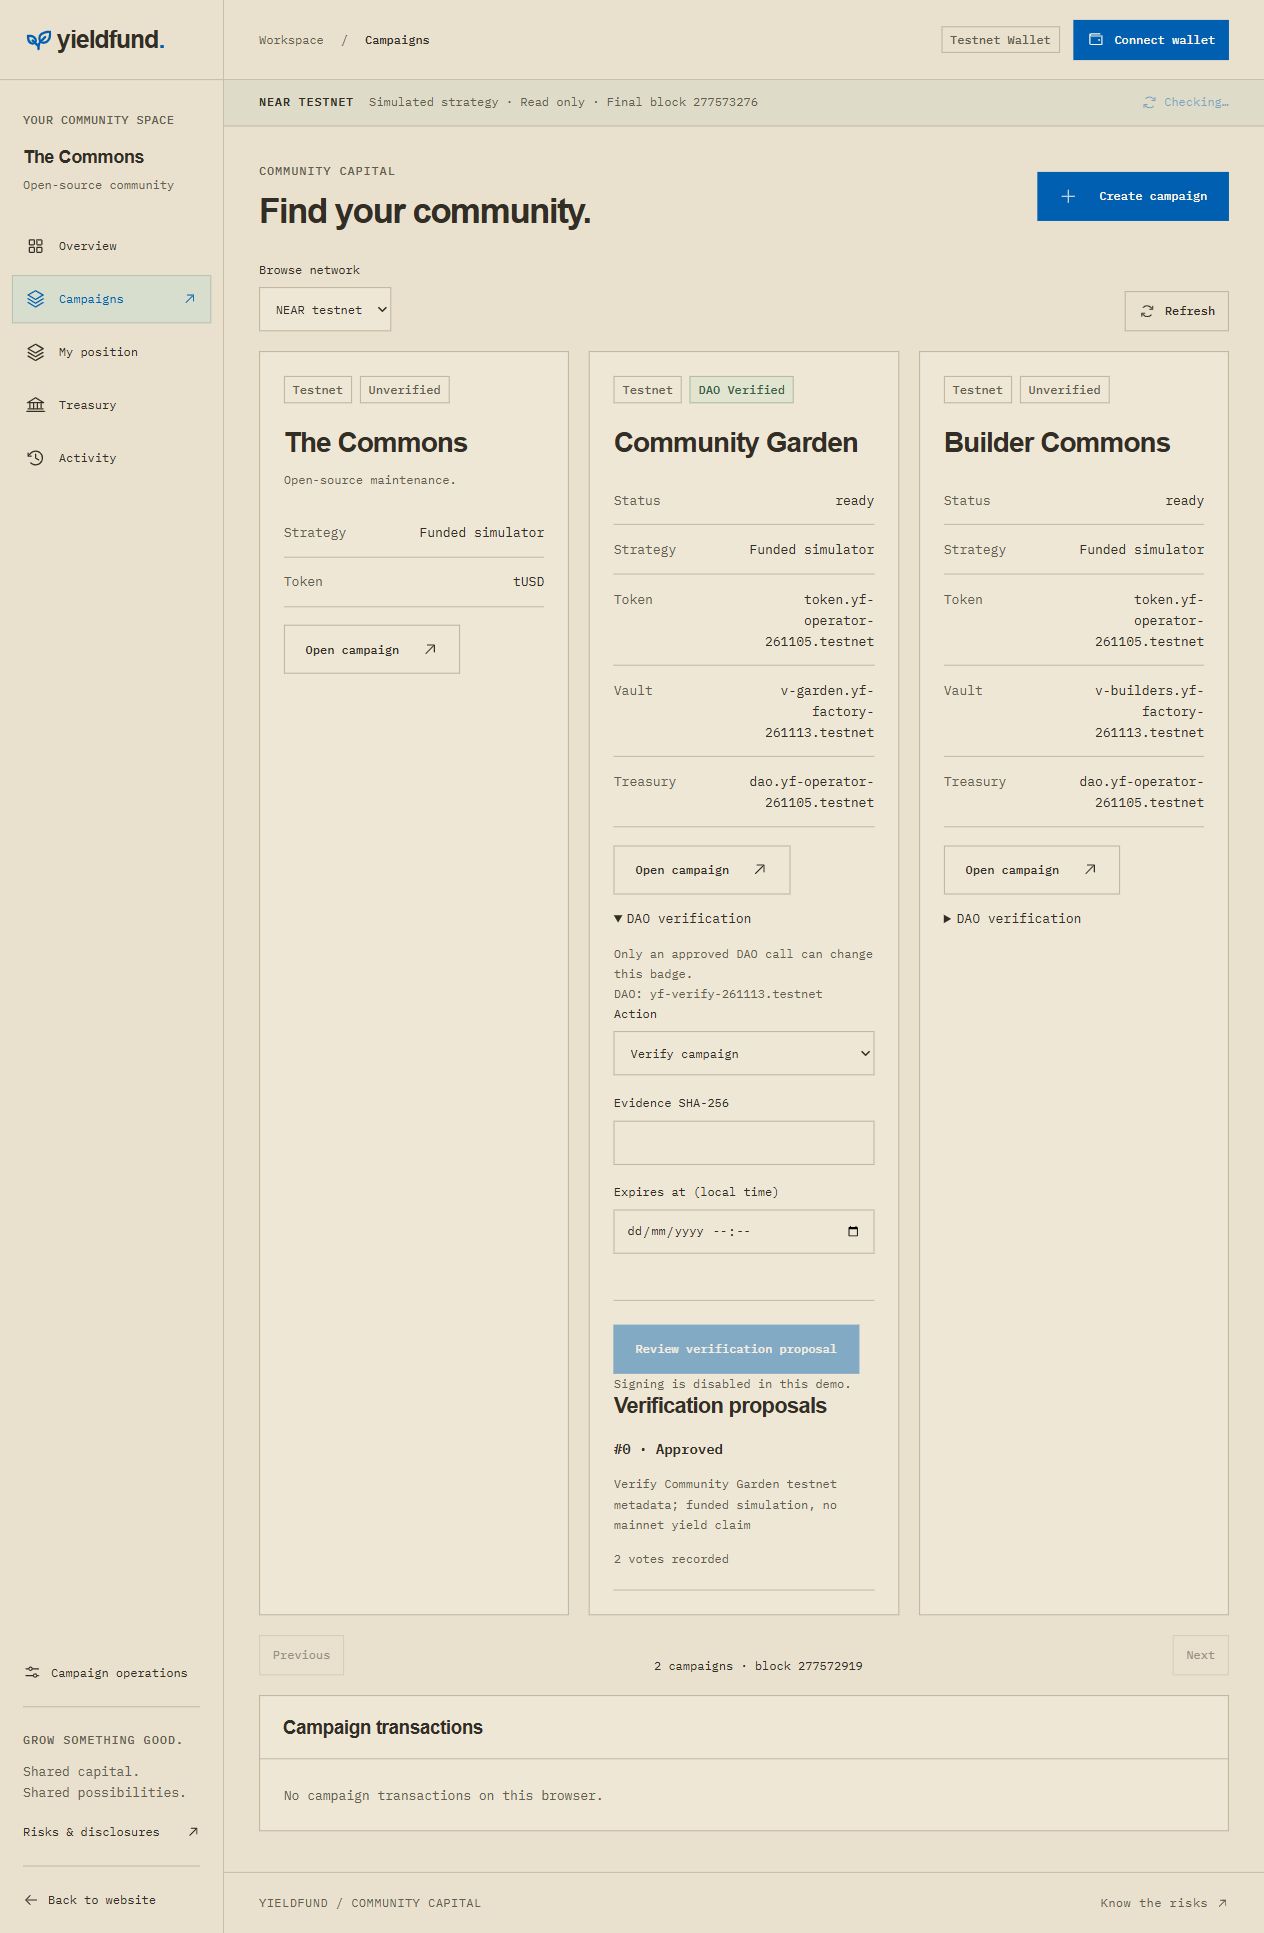 yieldfund.
Workspace / Campaigns
Testnet Wallet
Connect wallet
NEAR TESTNET Simulated strategy · Read only · Final block 277573276
Checking…
YOUR COMMUNITY SPACE
The Commons
Open-source community
Overview
Campaigns
My position
Treasury
Activity
COMMUNITY CAPITAL
Find your community.
Create campaign
Browse network
NEAR testnet
Refresh
Testnet Unverified
The Commons
Open-source maintenance.
Strategy Funded simulator
Token tUSD
Open campaign
Testnet DAO Verified
Community Garden
Status ready
Strategy Funded simulator
Token token.yf-
operator-
261105.testnet
Vault v-garden.yf-
factory-
261113.testnet
Treasury dao.yf-operator-
261105.testnet
Open campaign
DAO verification
Only an approved DAO call can change
this badge.
DAO: yf-verify-261113.testnet
Action
Verify campaign
Evidence SHA-256
Expires at (local time)
dd/mm/yyyy --:--
Review verification proposal
Signing is disabled in this demo.
Verification proposals
#0 · Approved
Verify Community Garden testnet
metadata; funded simulation, no
mainnet yield claim
2 votes recorded
Testnet Unverified
Builder Commons
Status ready
Strategy Funded simulator
Token token.yf-
operator-
261105.testnet
Vault v-builders.yf-
factory-
261113.testnet
Treasury dao.yf-operator-
261105.testnet
Open campaign
DAO verification
Previous
2 campaigns · block 277572919
Next
Campaign transactions
No campaign transactions on this browser.
Campaign operations
GROW SOMETHING GOOD.
Shared capital.
Shared possibilities.
Risks & disclosures
Back to website
YIELDFUND / COMMUNITY CAPITAL
Know the risks